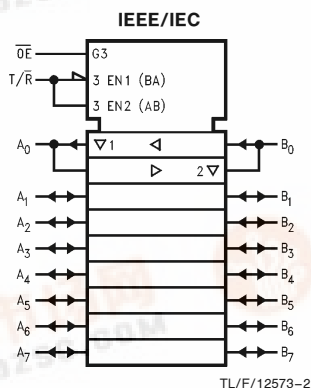 IEEE/IEC
O̅E̅ G3
T/R̅ 3 EN1 (BA)
3 EN2 (AB)
A0 ▽1 ◁ B0
▷ 2▽
A1 B1
A2 B2
A3 B3
A4 B4
A5 B5
A6 B6
A7 B7
TL/F/12573–2